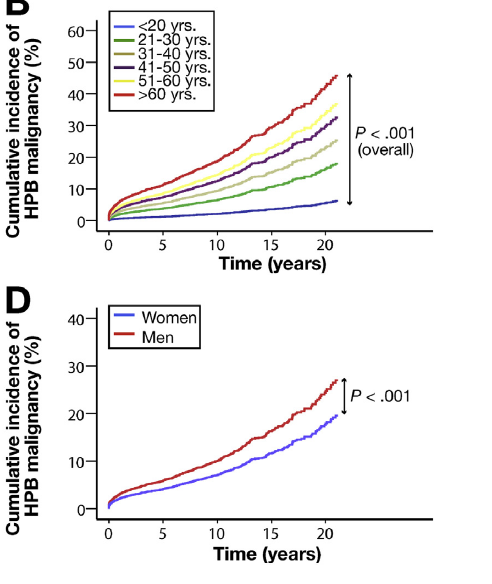 B
Cumulative incidence of
HPB malignancy (%)
60
50
40
30
20
10
0
<20 yrs.
21-30 yrs.
31-40 yrs.
41-50 yrs.
51-60 yrs.
>60 yrs.
P < .001
(overall)
0 5 10 15 20
Time (years)
D
Cumulative incidence of
HPB malignancy (%)
40
30
20
10
0
Women
Men
P < .001
0 5 10 15 20
Time (years)